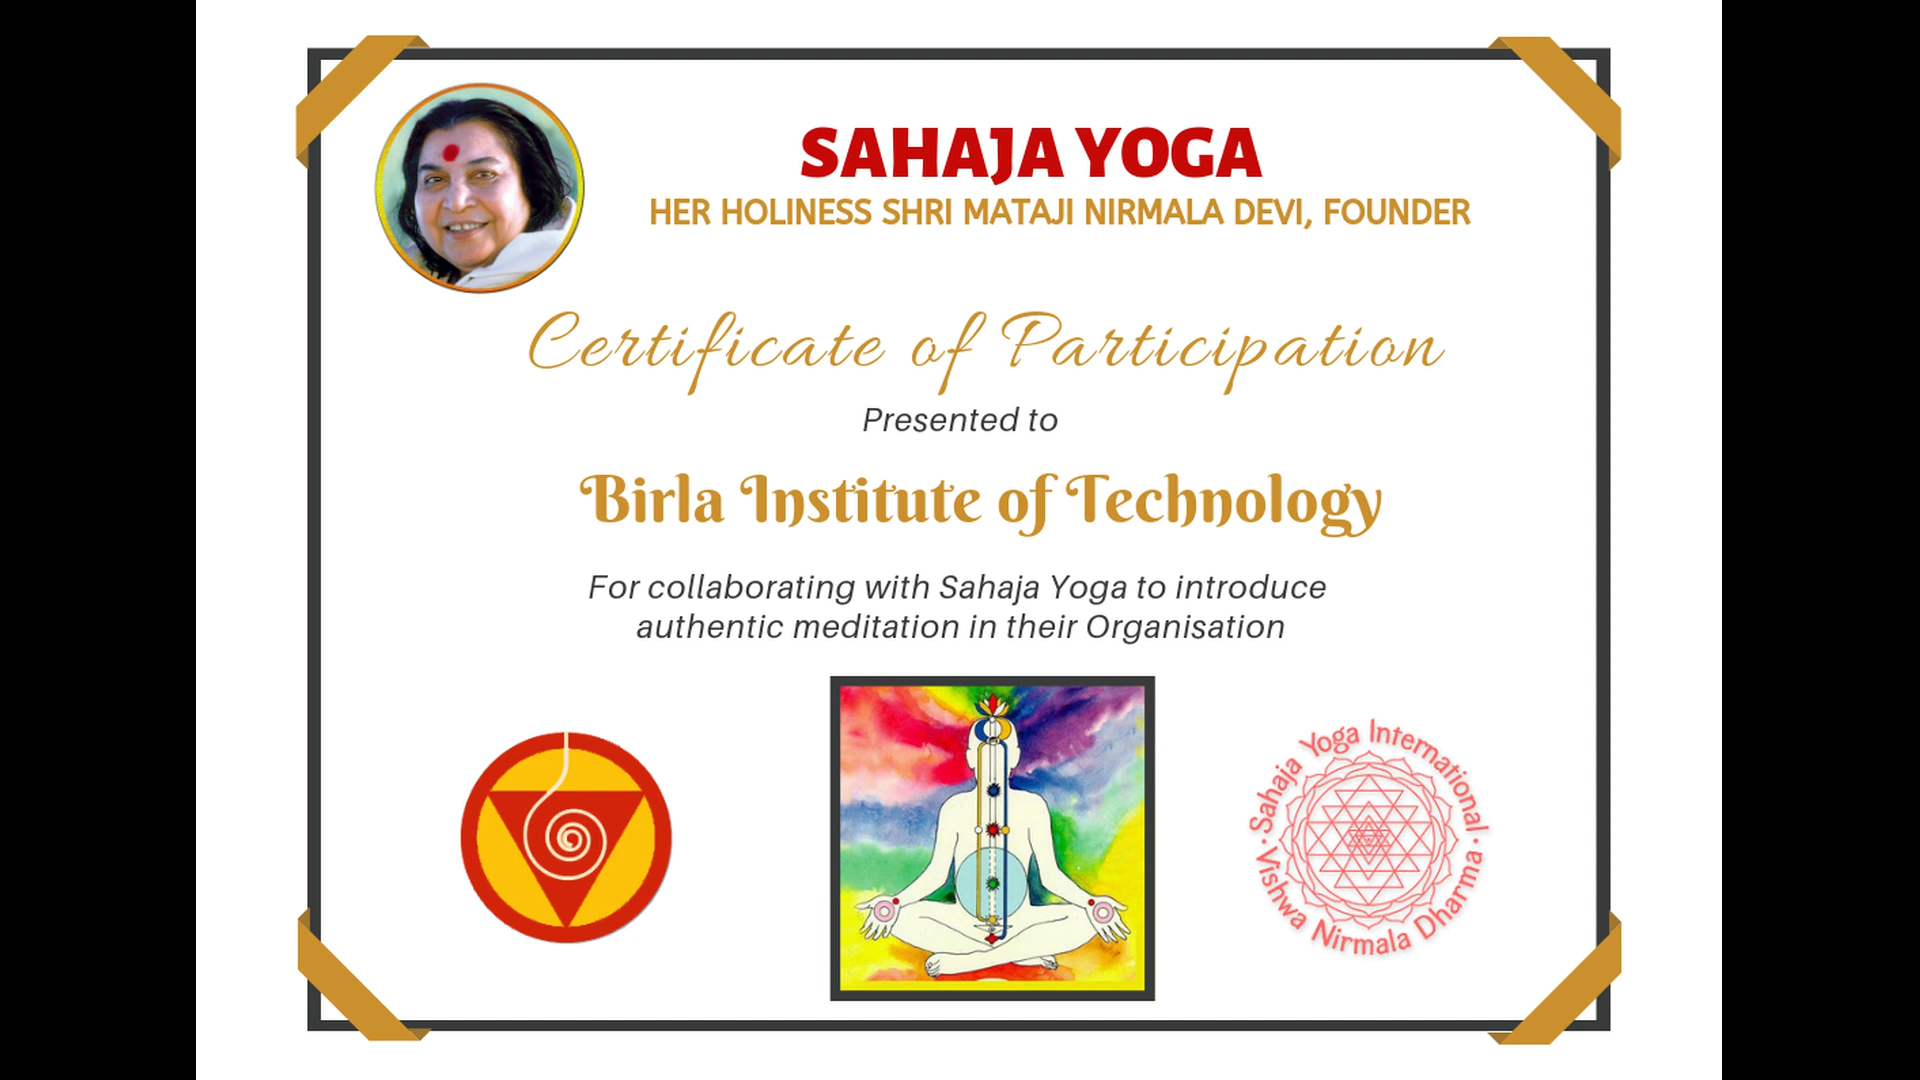 SAHAJA YOGA
HER HOLINESS SHRI MATAJI NIRMALA DEVI, FOUNDER
Certificate of Participation
Presented to
Birla Institute of Technology
For collaborating with Sahaja Yoga to introduce
authentic meditation in their Organisation
Sahaja Yoga International
Vishwa Nirmala Dharma